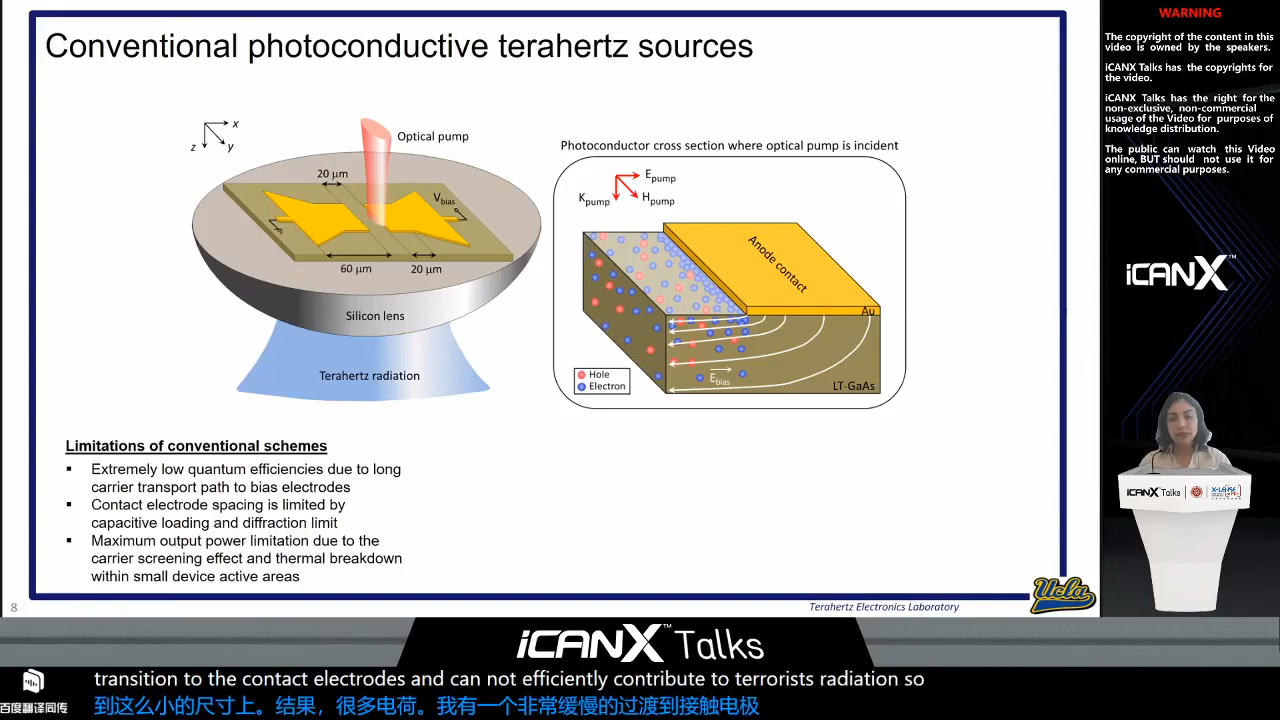 Conventional photoconductive terahertz sources
x
z
y
Optical pump
20 μm
Vbias
60 μm
20 μm
Silicon lens
Terahertz radiation
Photoconductor cross section where optical pump is incident
Epump
Kpump
Hpump
Anode contact
Au
Hole
Electron
Ebias
LT-GaAs
Limitations of conventional schemes
▪ Extremely low quantum efficiencies due to long
carrier transport path to bias electrodes
▪ Contact electrode spacing is limited by
capacitive loading and diffraction limit
▪ Maximum output power limitation due to the
carrier screening effect and thermal breakdown
within small device active areas
8
Terahertz Electronics Laboratory
Ucla
WARNING
The copyright of the content in this
video is owned by the speakers.
iCANX Talks has the copyrights for
the video.
iCANX Talks has the right for the
non-exclusive, non-commercial
usage of the Video for purposes of
knowledge distribution.
The public can watch this Video
online, BUT should not use it for
any commercial purposes.
iCANX™
iCANX Talks
iCANX™ Talks
transition to the contact electrodes and can not efficiently contribute to terrorists radiation so
百度翻译同传
到这么小的尺寸上。结果，很多电荷。我有一个非常缓慢的过渡到接触电极